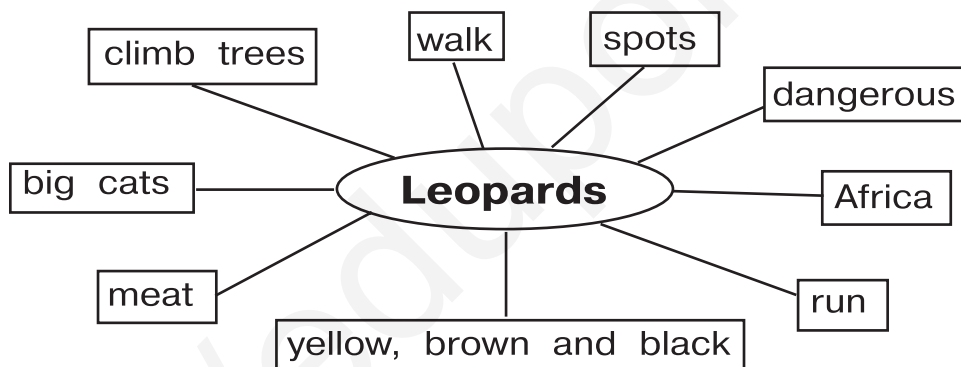 climb trees
walk
spots
dangerous
big cats
Leopards
Africa
meat
run
yellow, brown and black